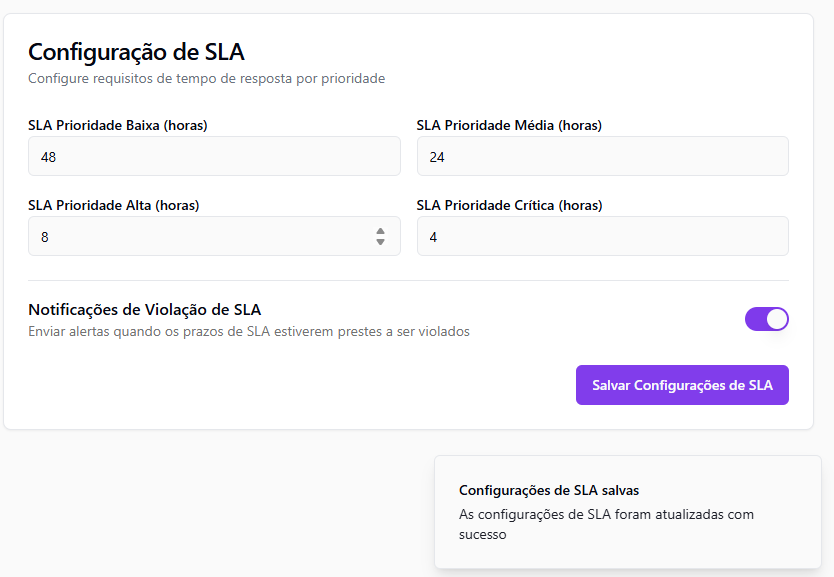 Configuração de SLA
Configure requisitos de tempo de resposta por prioridade
SLA Prioridade Baixa (horas)
48
SLA Prioridade Média (horas)
24
SLA Prioridade Alta (horas)
8
SLA Prioridade Crítica (horas)
4
Notificações de Violação de SLA
Enviar alertas quando os prazos de SLA estiverem prestes a ser violados
Salvar Configurações de SLA
Configurações de SLA salvas
As configurações de SLA foram atualizadas com
sucesso